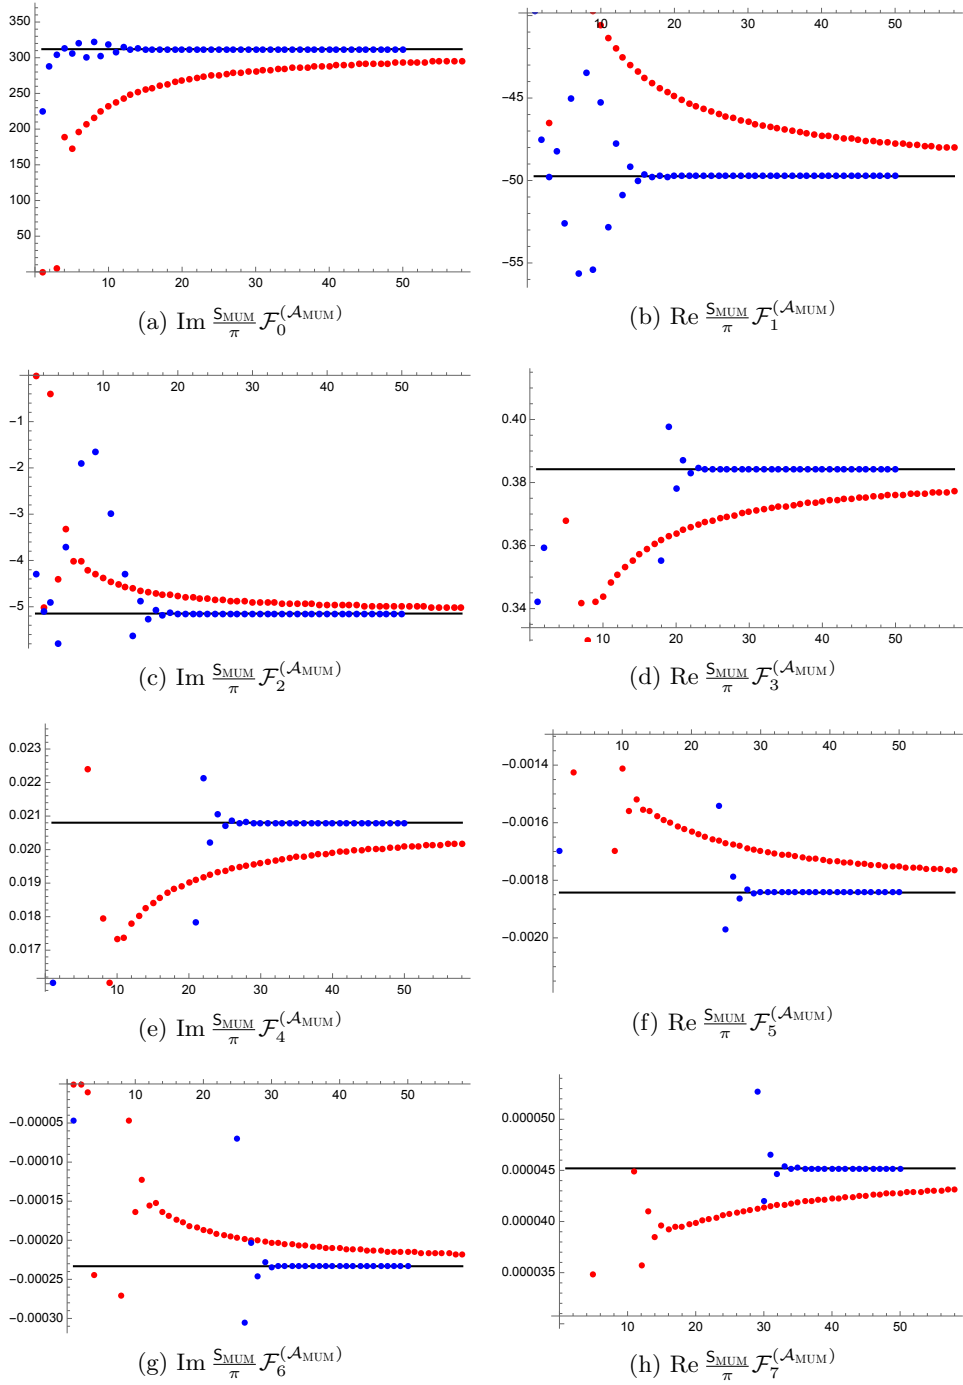 350
300
250
200
150
100
50
10 20 30 40 50
(a) Im S_MUM/π F_0^(A_MUM)
10 20 30 40 50
−45
−50
−55
(b) Re S_MUM/π F_1^(A_MUM)
10 20 30 40 50
−1
−2
−3
−4
−5
(c) Im S_MUM/π F_2^(A_MUM)
0.40
0.38
0.36
0.34
10 20 30 40 50
(d) Re S_MUM/π F_3^(A_MUM)
0.023
0.022
0.021
0.020
0.019
0.018
0.017
10 20 30 40 50
(e) Im S_MUM/π F_4^(A_MUM)
10 20 30 40 50
−0.0014
−0.0016
−0.0018
−0.0020
(f) Re S_MUM/π F_5^(A_MUM)
10 20 30 40 50
−0.00005
−0.00010
−0.00015
−0.00020
−0.00025
−0.00030
(g) Im S_MUM/π F_6^(A_MUM)
0.000050
0.000045
0.000040
0.000035
10 20 30 40 50
(h) Re S_MUM/π F_7^(A_MUM)